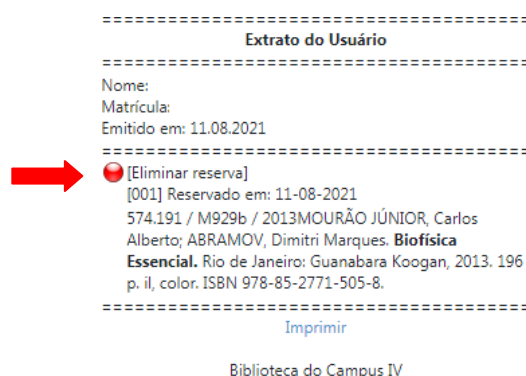 ==========================================
Extrato do Usuário
==========================================
Nome:
Matrícula:
Emitido em: 11.08.2021
==========================================
[Eliminar reserva]
[001] Reservado em: 11-08-2021
574.191 / M929b / 2013MOURÃO JÚNIOR, Carlos
Alberto; ABRAMOV, Dimitri Marques. Biofísica
Essencial. Rio de Janeiro: Guanabara Koogan, 2013. 196
p. il, color. ISBN 978-85-2771-505-8.
==========================================
Imprimir
Biblioteca do Campus IV